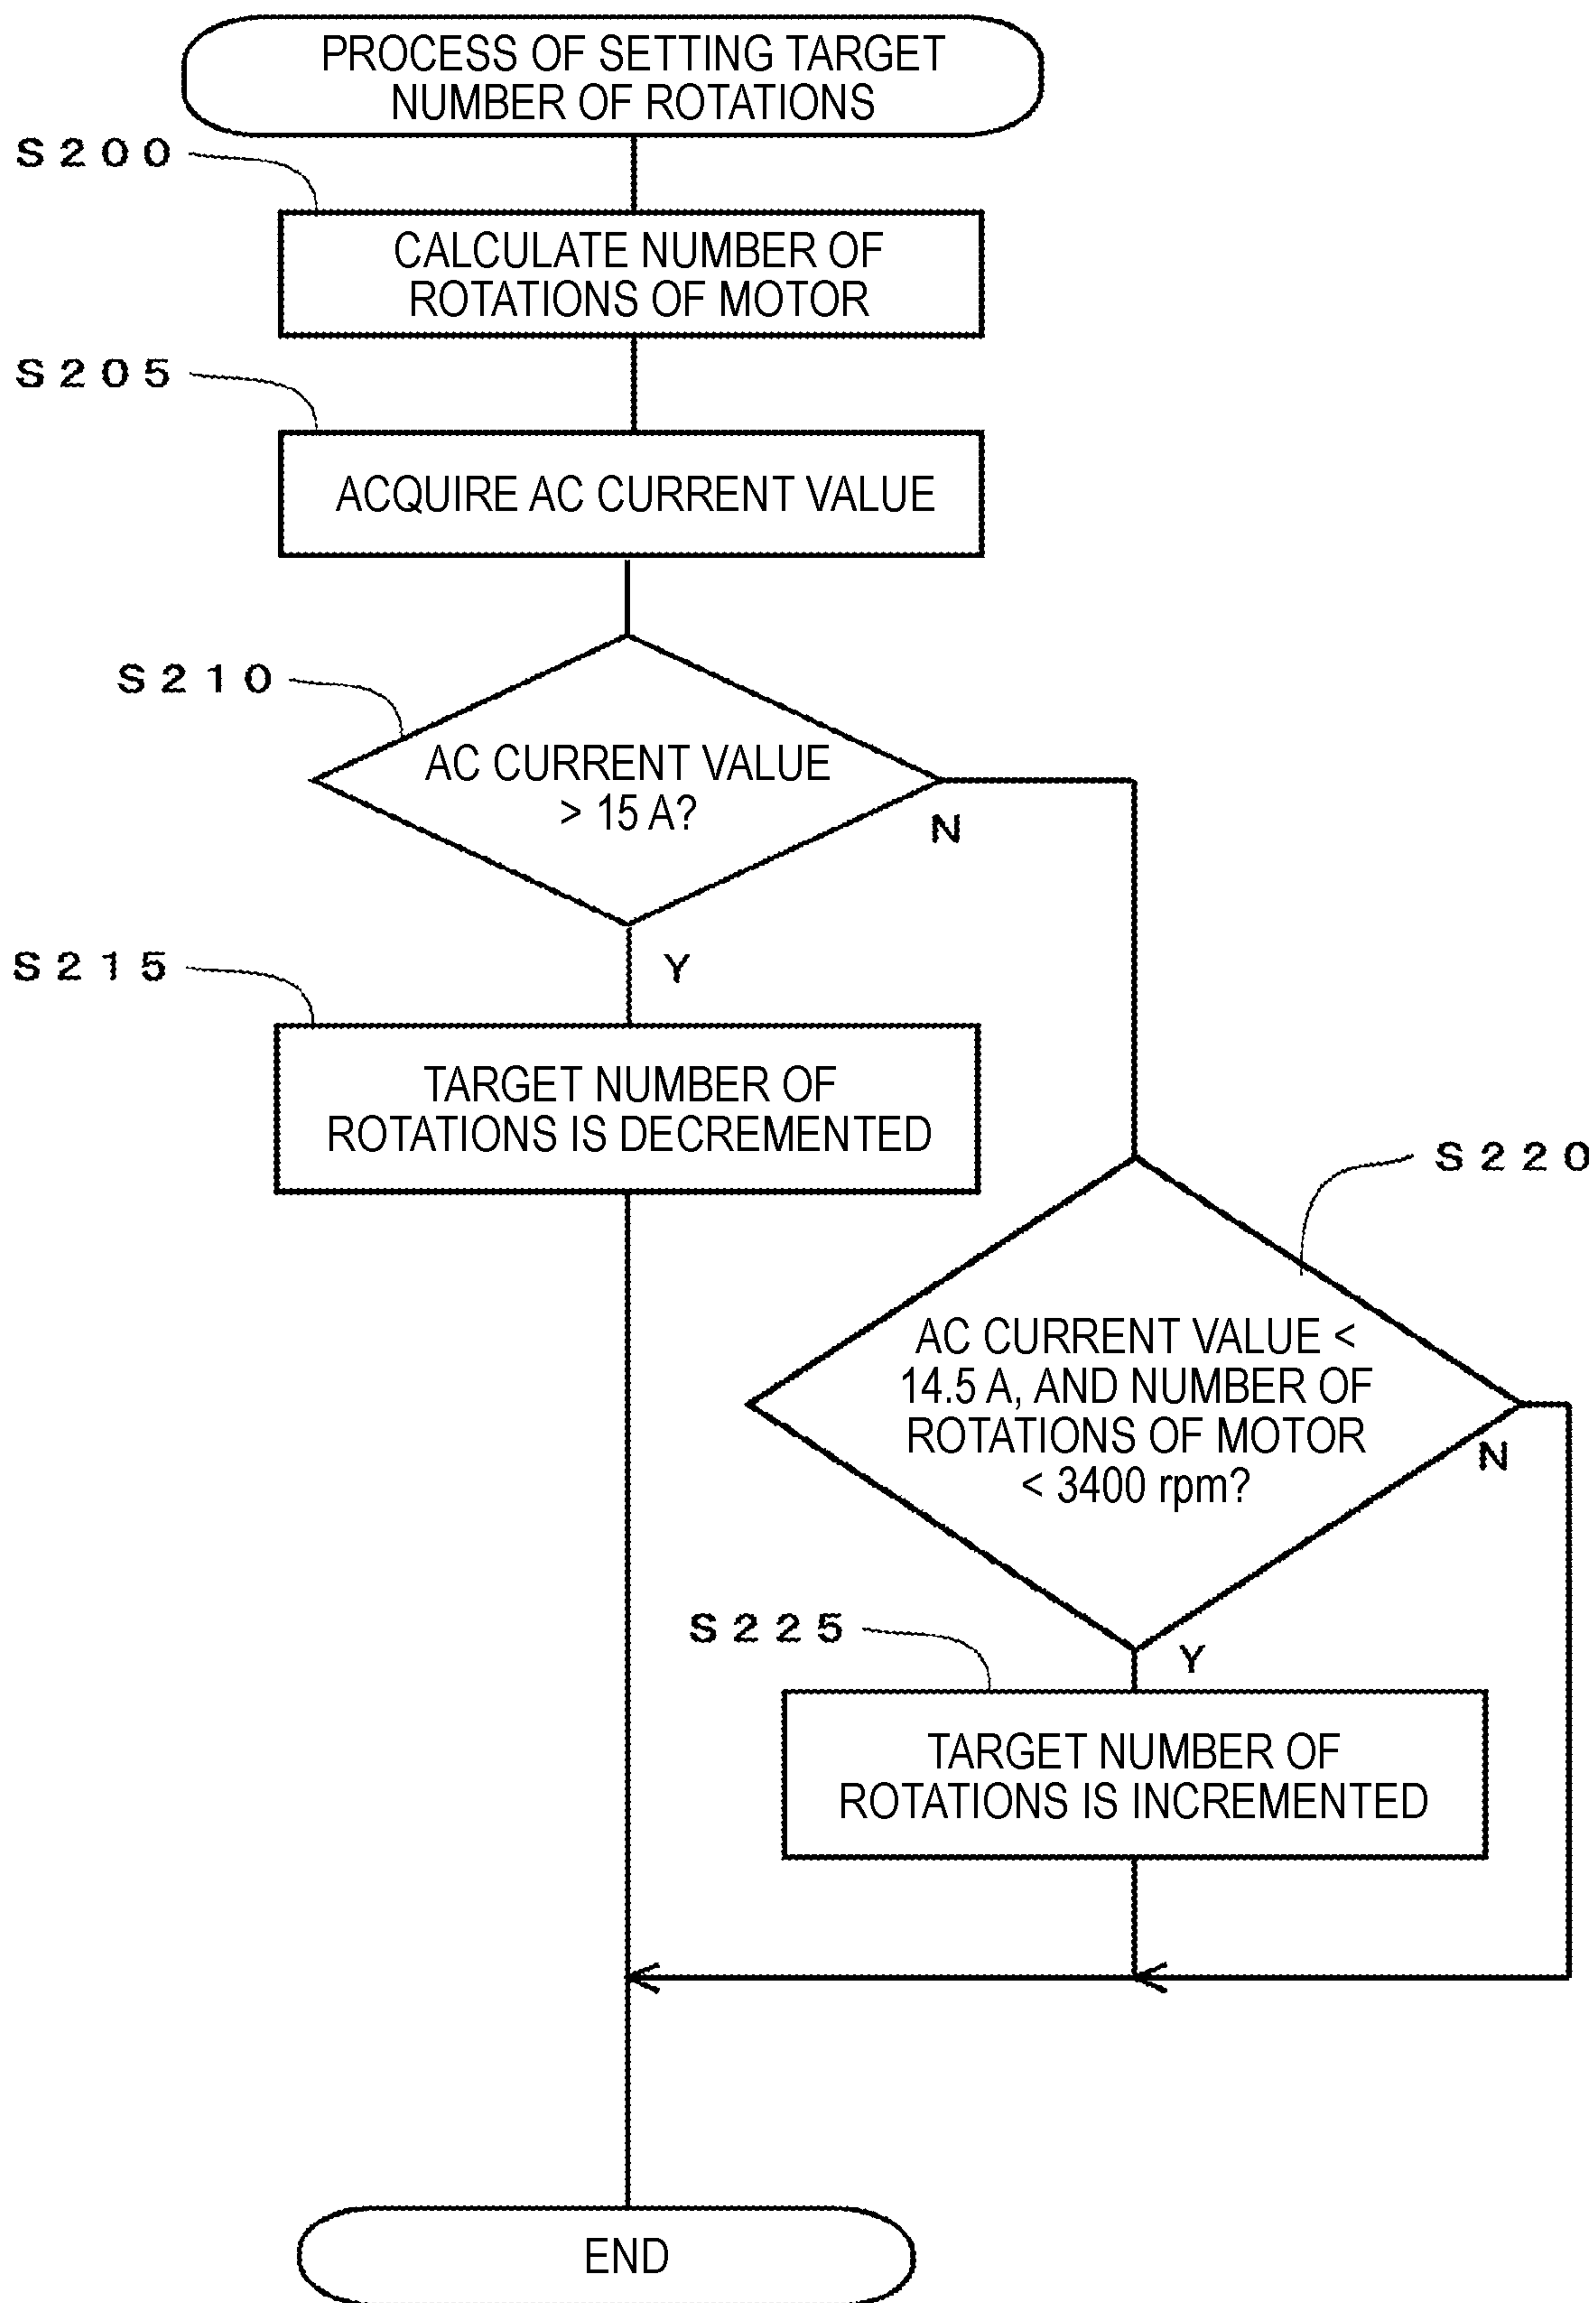 PROCESS OF SETTING TARGET
NUMBER OF ROTATIONS
S200
CALCULATE NUMBER OF
ROTATIONS OF MOTOR
S205
ACQUIRE AC CURRENT VALUE
S210
AC CURRENT VALUE
> 15 A?
N
Y
S215
TARGET NUMBER OF
ROTATIONS IS DECREMENTED
S220
AC CURRENT VALUE <
14.5 A, AND NUMBER OF
ROTATIONS OF MOTOR
< 3400 rpm?
N
Y
S225
TARGET NUMBER OF
ROTATIONS IS INCREMENTED
END